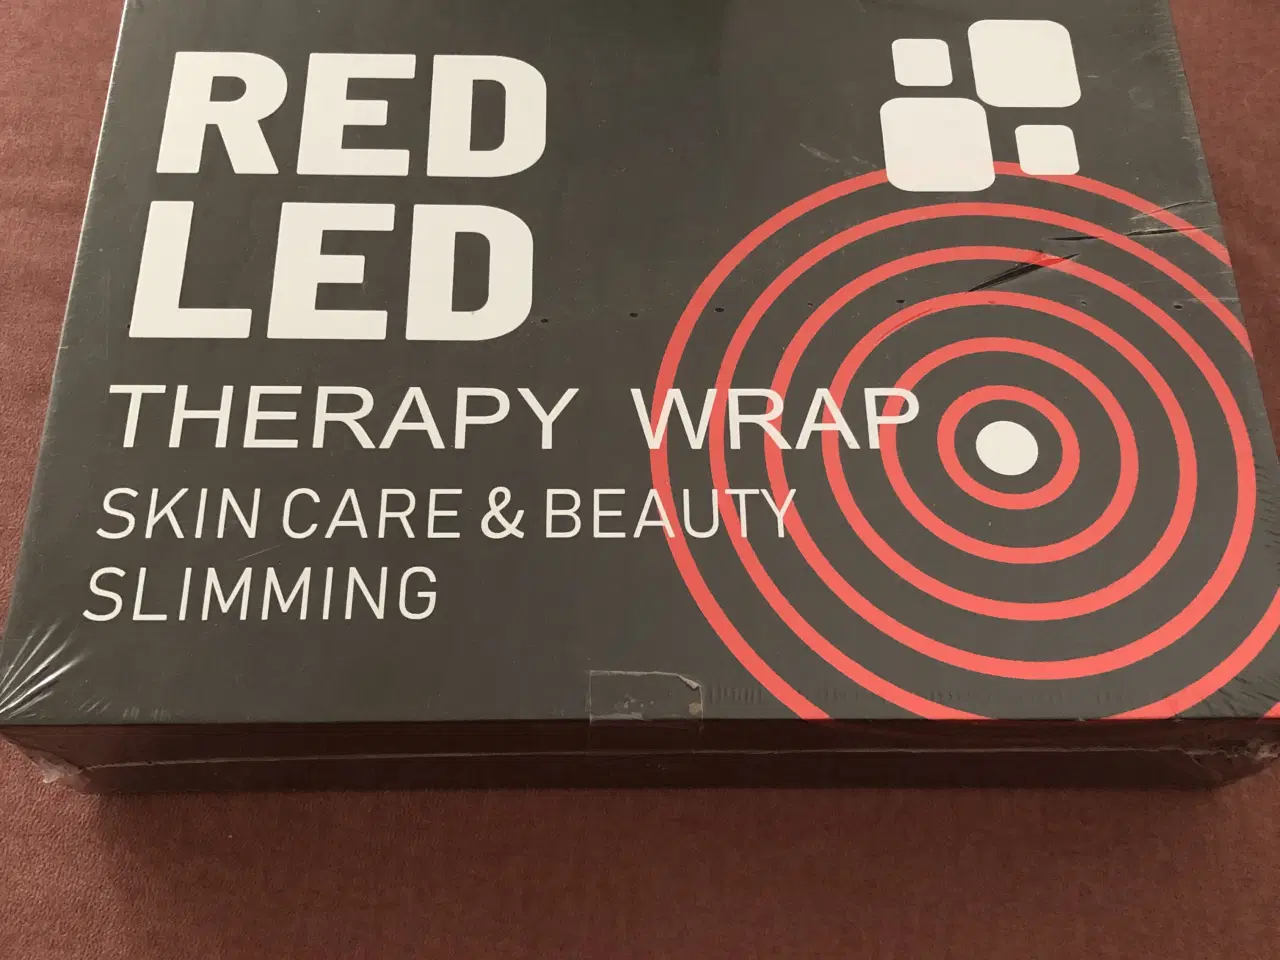 RED
LED
THERAPY WRAP
SKIN CARE & BEAUTY
SLIMMING